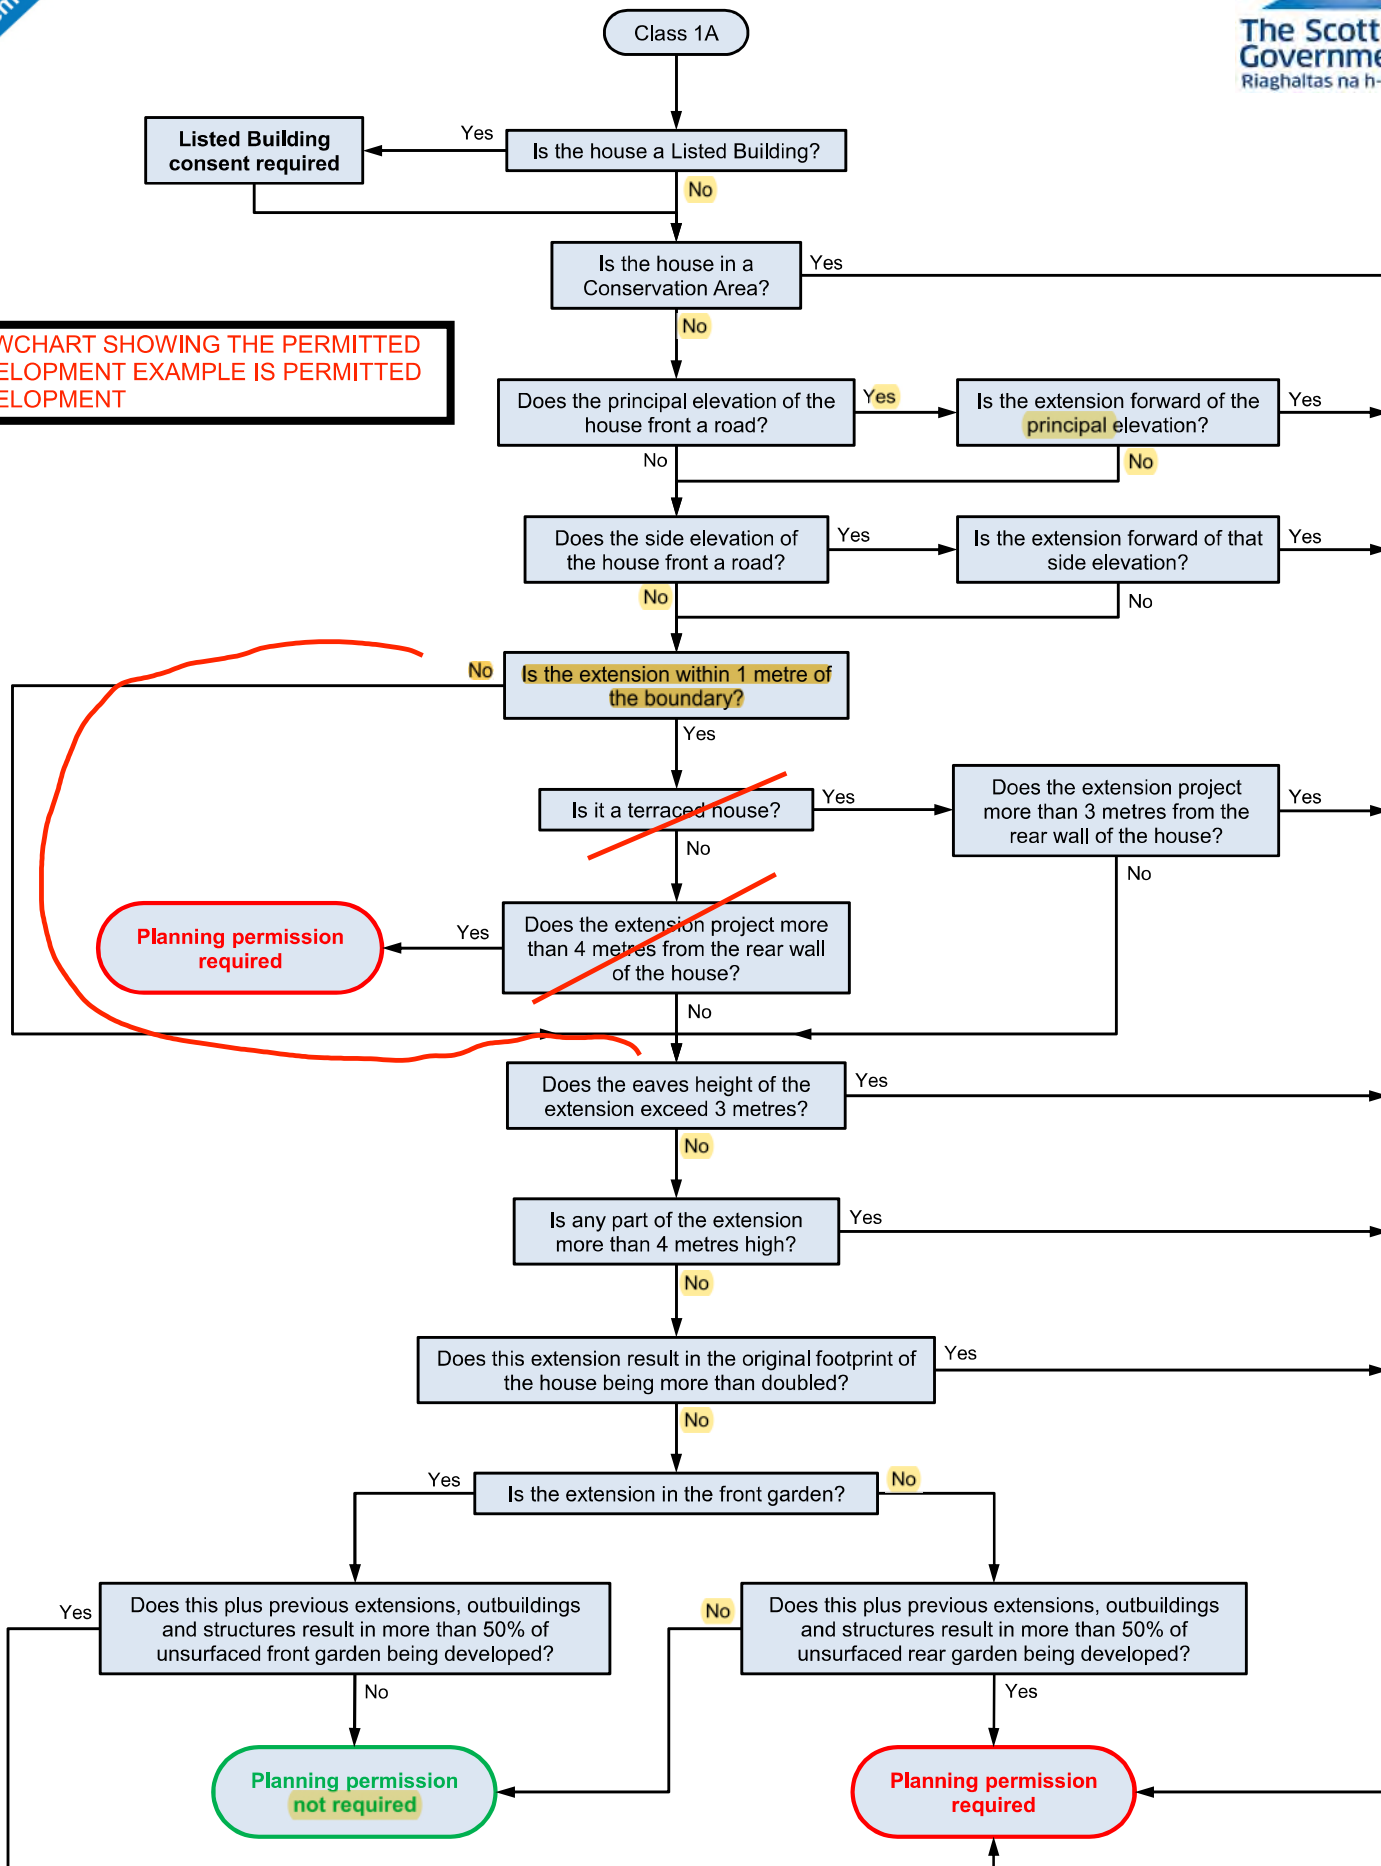 Class 1A
The Scott
Governme
Riaghaltas na h-
Listed Building
consent required
Yes
Is the house a Listed Building?
No
Is the house in a
Conservation Area?
Yes
No
WCHART SHOWING THE PERMITTED
ELOPMENT EXAMPLE IS PERMITTED
ELOPMENT
Does the principal elevation of the
house front a road?
Yes
Is the extension forward of the
principal elevation?
Yes
No
No
Does the side elevation of
the house front a road?
Yes
Is the extension forward of that
side elevation?
Yes
No
No
No
Is the extension within 1 metre of
the boundary?
Yes
Is it a terraced house?
Yes
Does the extension project
more than 3 metres from the
rear wall of the house?
Yes
No
No
Planning permission
required
Yes
Does the extension project more
than 4 metres from the rear wall
of the house?
No
Does the eaves height of the
extension exceed 3 metres?
Yes
No
Is any part of the extension
more than 4 metres high?
Yes
No
Does this extension result in the original footprint of
the house being more than doubled?
Yes
No
Yes
Is the extension in the front garden?
No
Yes
Does this plus previous extensions, outbuildings
and structures result in more than 50% of
unsurfaced front garden being developed?
No
Does this plus previous extensions, outbuildings
and structures result in more than 50% of
unsurfaced rear garden being developed?
No
Yes
Planning permission
not required
Planning permission
required